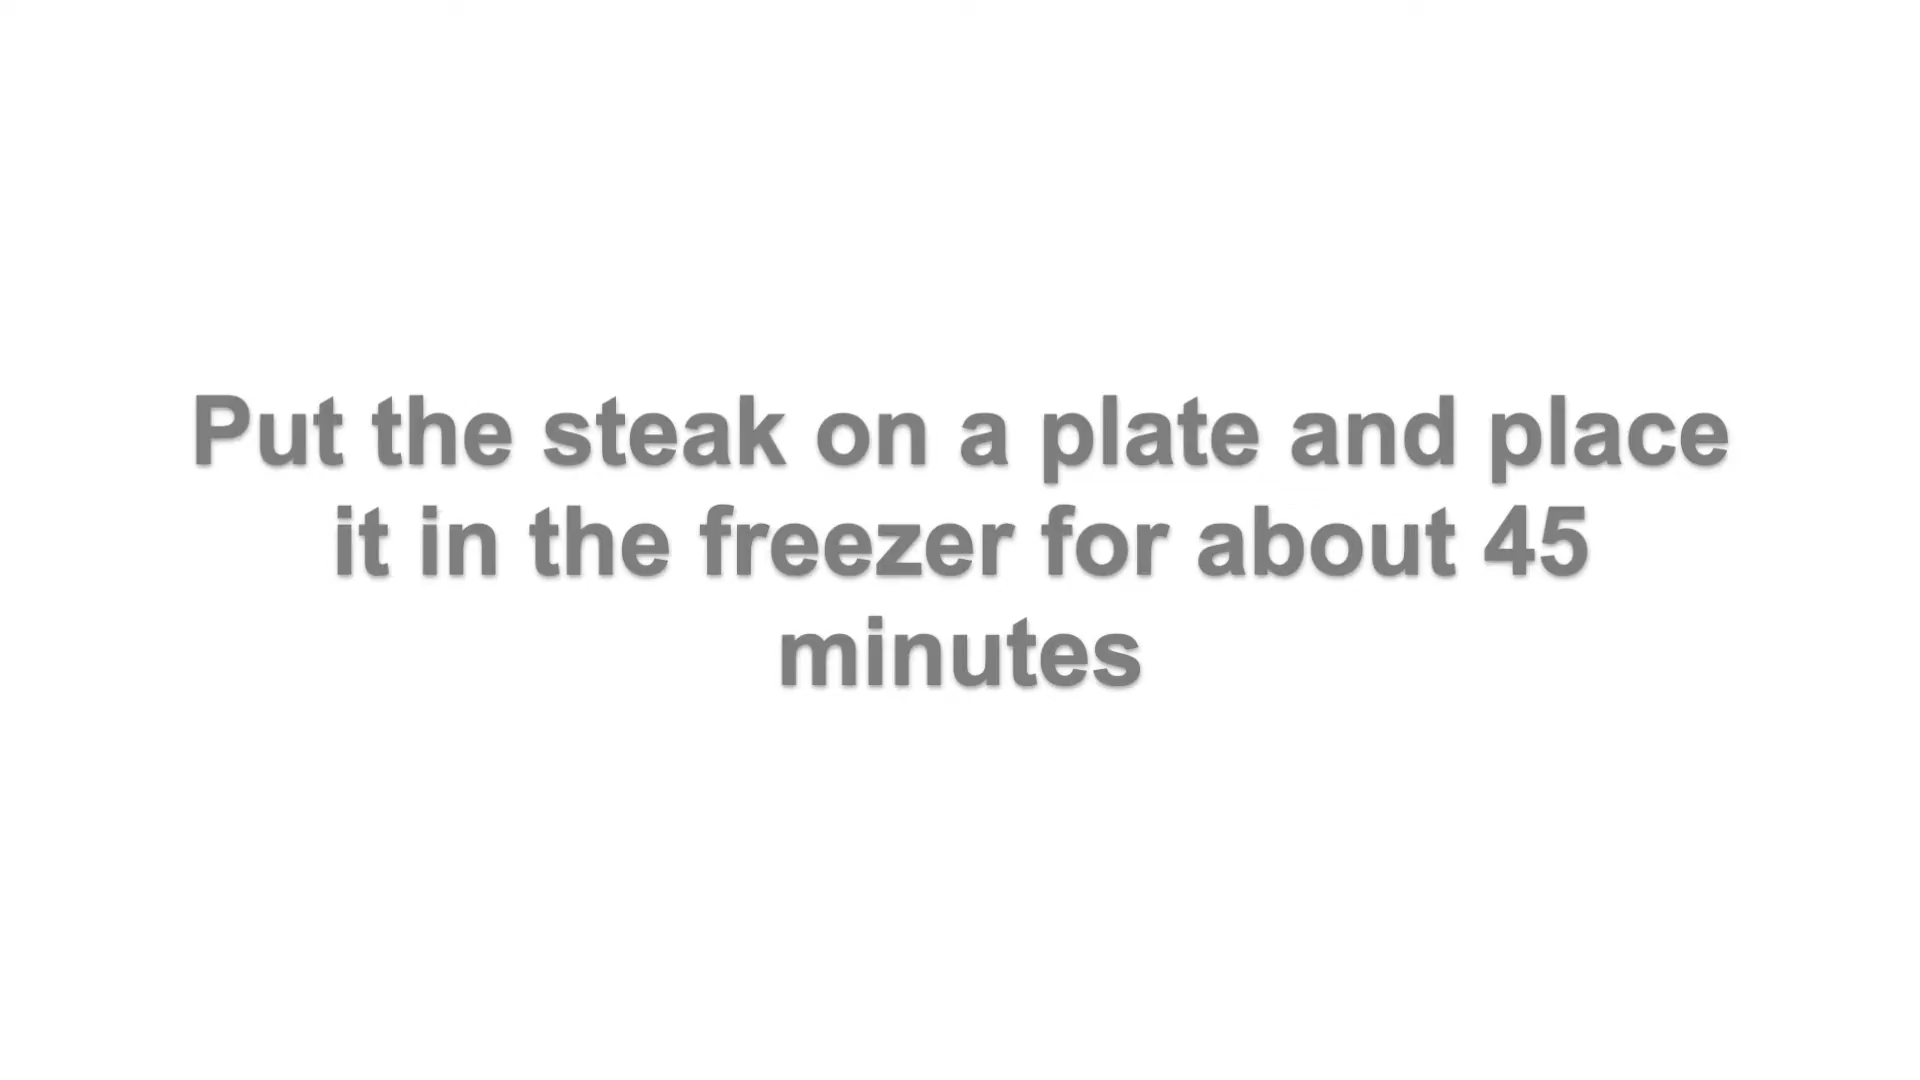 Put the steak on a plate and place
it in the freezer for about 45
minutes